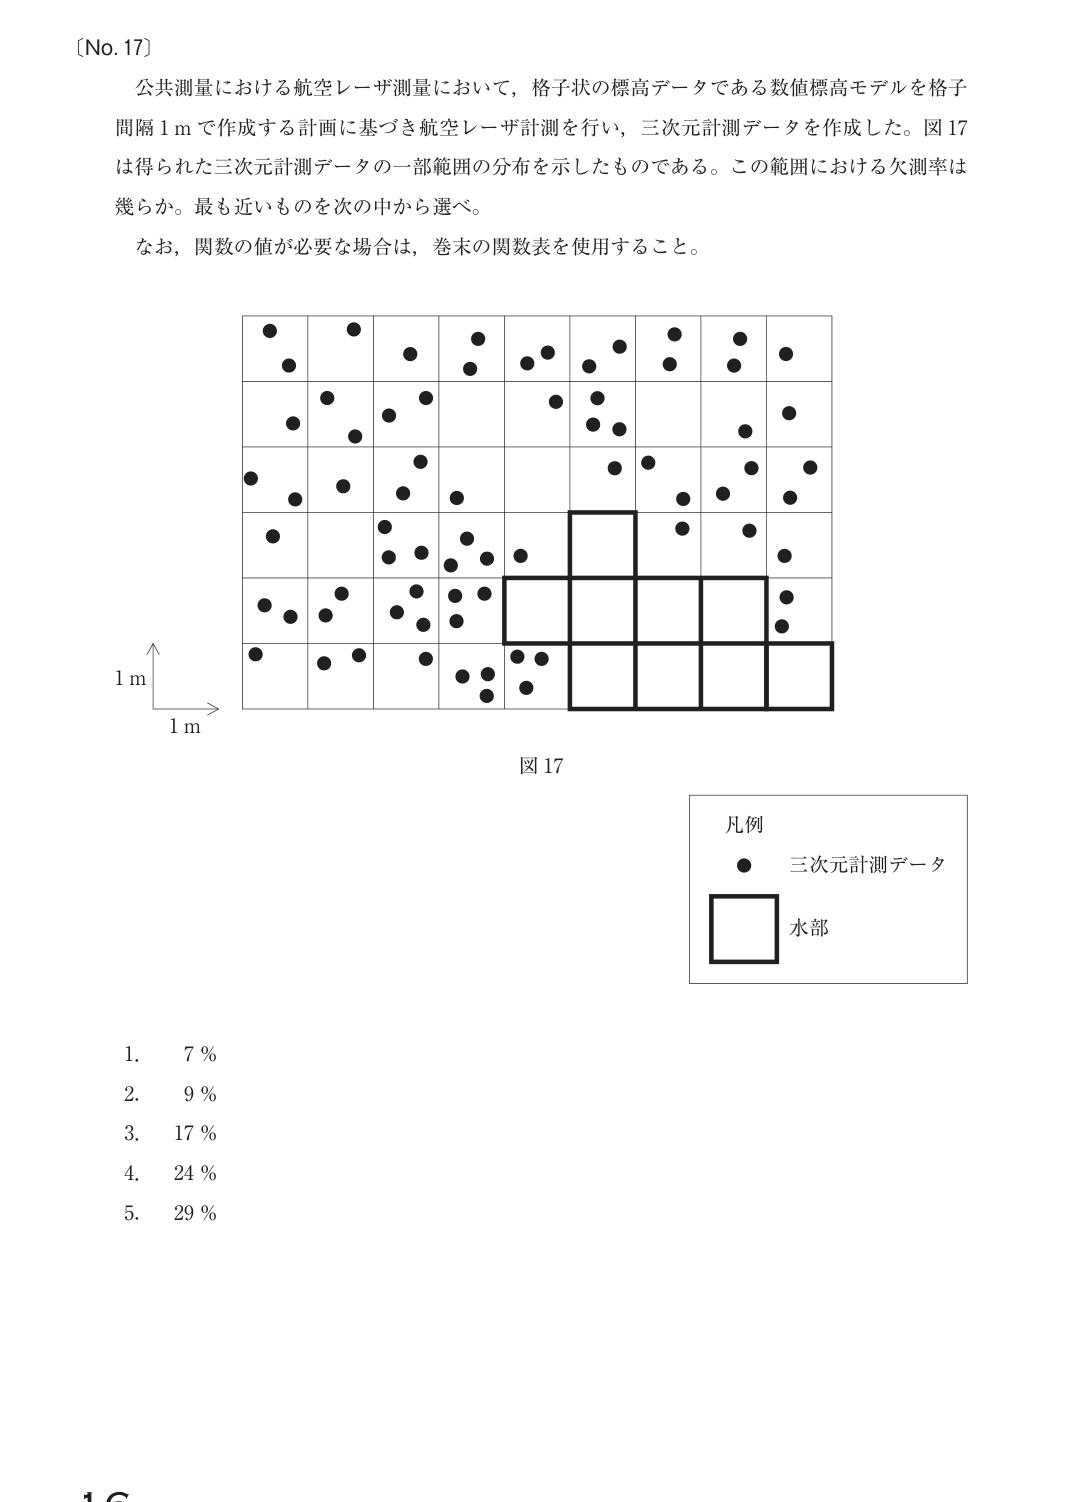 〔No. 17〕
公共測量における航空レーザ測量において，格子状の標高データである数値標高モデルを格子
間隔 1 m で作成する計画に基づき航空レーザ計測を行い，三次元計測データを作成した。図 17
は得られた三次元計測データの一部範囲の分布を示したものである。この範囲における欠測率は
幾らか。最も近いものを次の中から選べ。
なお，関数の値が必要な場合は，巻末の関数表を使用すること。
1 m
1 m
図 17
凡例
三次元計測データ
水部
1. 7 %
2. 9 %
3. 17 %
4. 24 %
5. 29 %